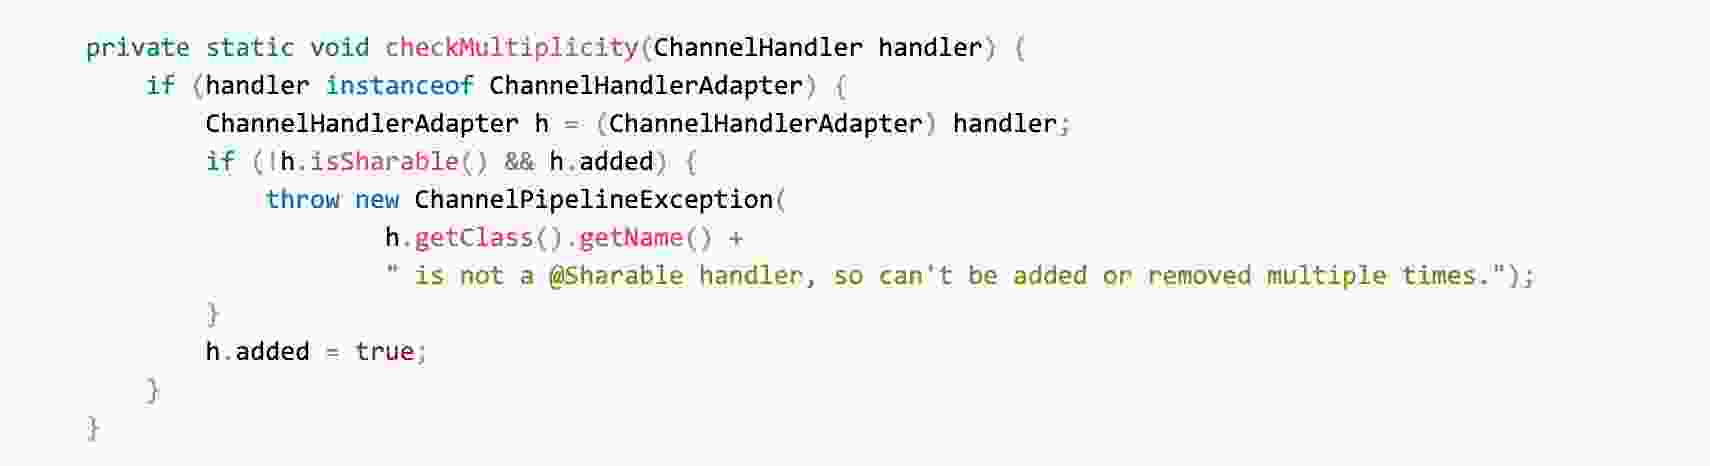 private static void checkMultiplicity(ChannelHandler handler) {
    if (handler instanceof ChannelHandlerAdapter) {
        ChannelHandlerAdapter h = (ChannelHandlerAdapter) handler;
        if (!h.isSharable() && h.added) {
            throw new ChannelPipelineException(
                    h.getClass().getName() +
                    " is not a @Sharable handler, so can't be added or removed multiple times.");
        }
        h.added = true;
    }
}